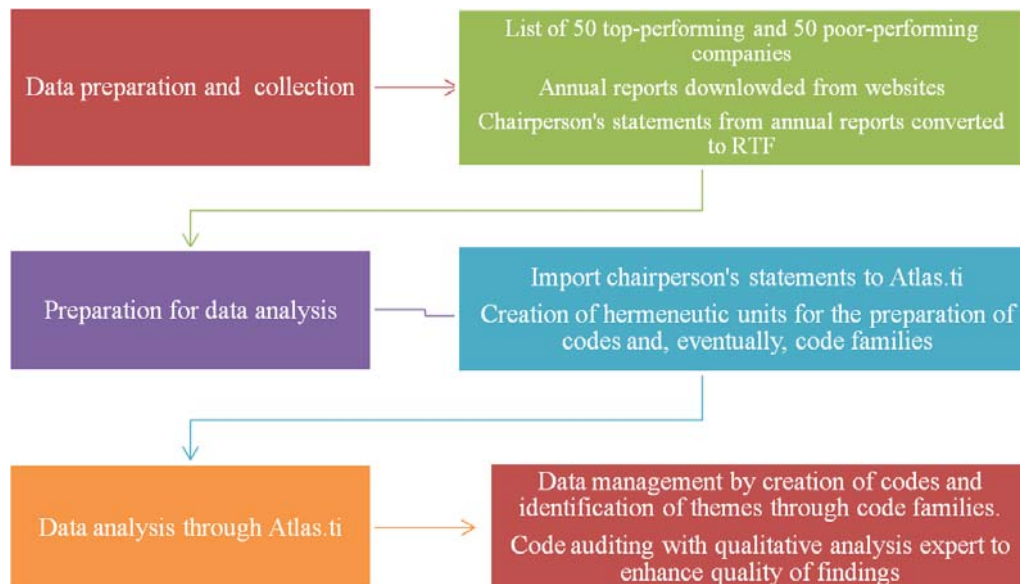 Data preparation and collection
List of 50 top-performing and 50 poor-performing
companies
Annual reports downlowded from websites
Chairperson's statements from annual reports converted
to RTF
Preparation for data analysis
Import chairperson's statements to Atlas.ti
Creation of hermeneutic units for the preparation of
codes and, eventually, code families
Data analysis through Atlas.ti
Data management by creation of codes and
identification of themes through code families.
Code auditing with qualitative analysis expert to
enhance quality of findings